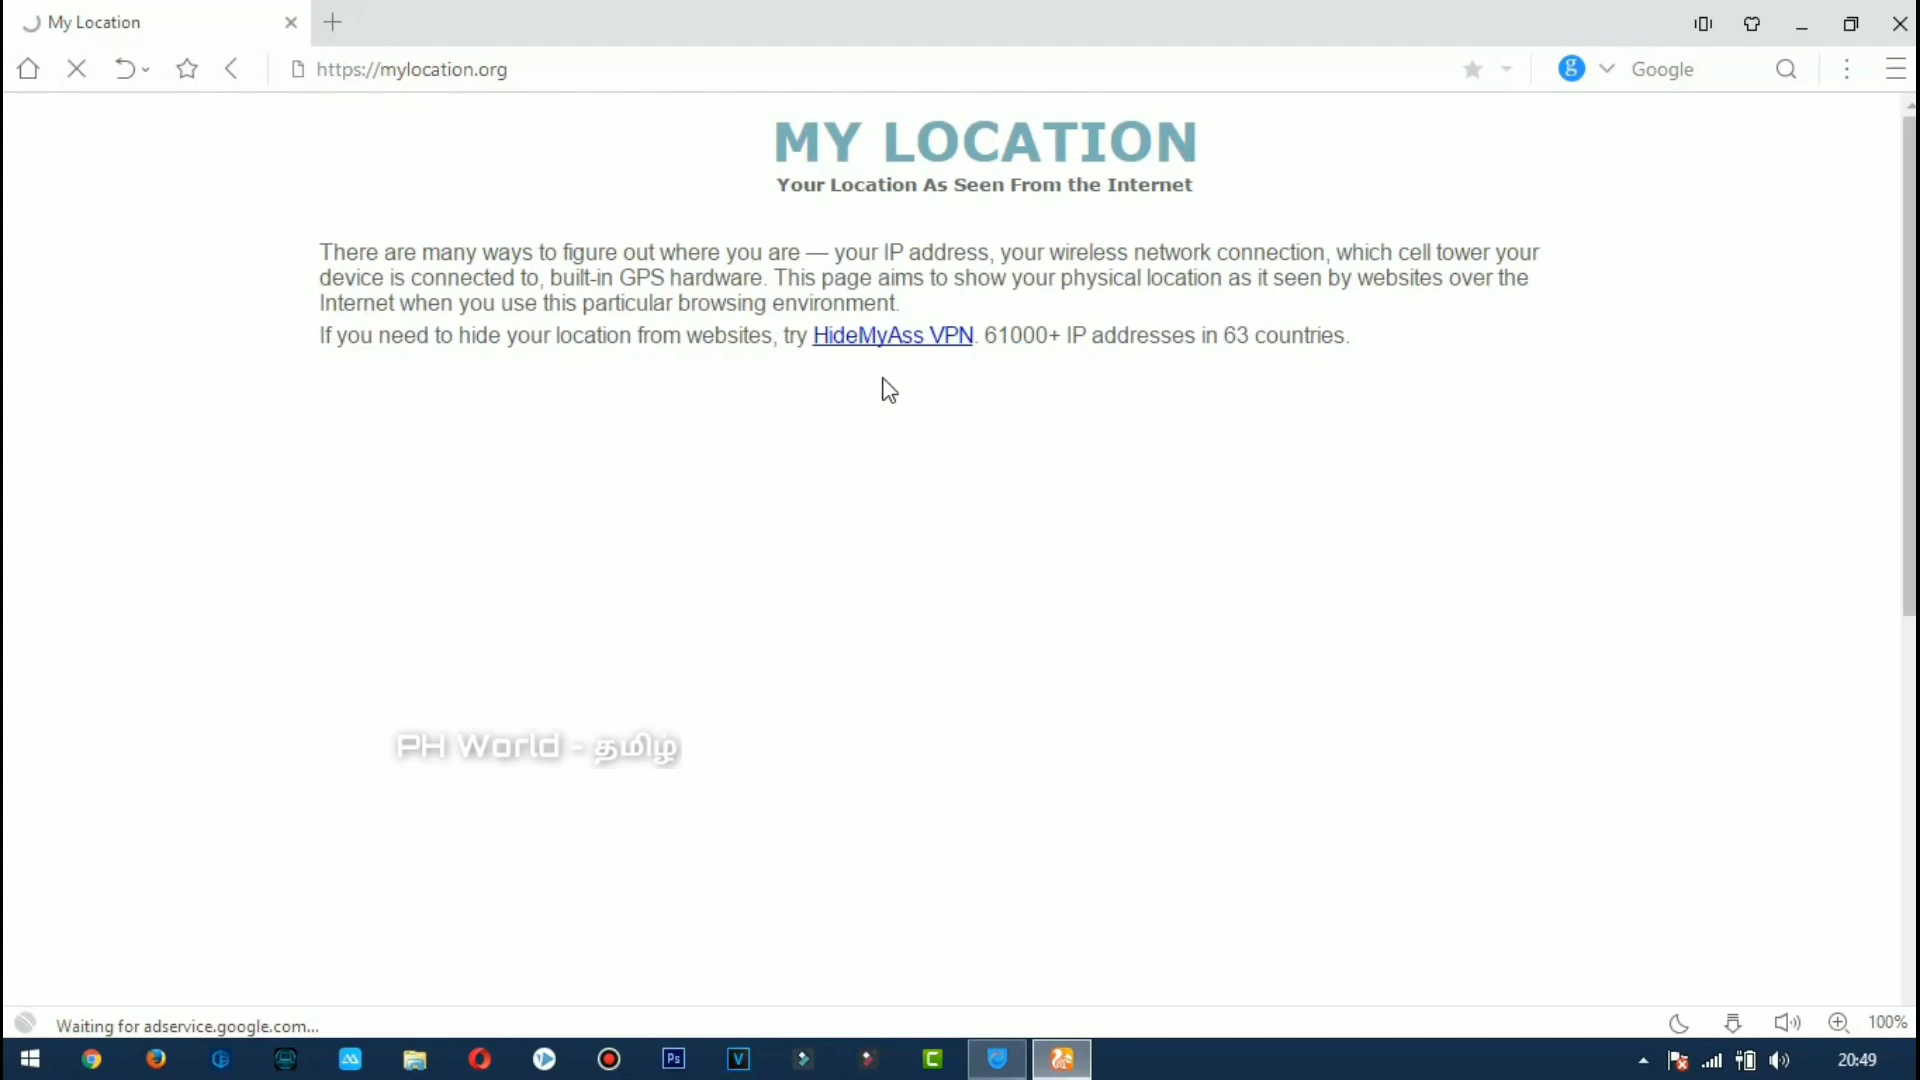 My Location
https://mylocation.org
Google
MY LOCATION
Your Location As Seen From the Internet
There are many ways to figure out where you are — your IP address, your wireless network connection, which cell tower your
device is connected to, built-in GPS hardware. This page aims to show your physical location as it seen by websites over the
Internet when you use this particular browsing environment.
If you need to hide your location from websites, try HideMyAss VPN. 61000+ IP addresses in 63 countries.
PH World - தமிழ்
Waiting for adservice.google.com...
100%
Ps
V
C
20:49